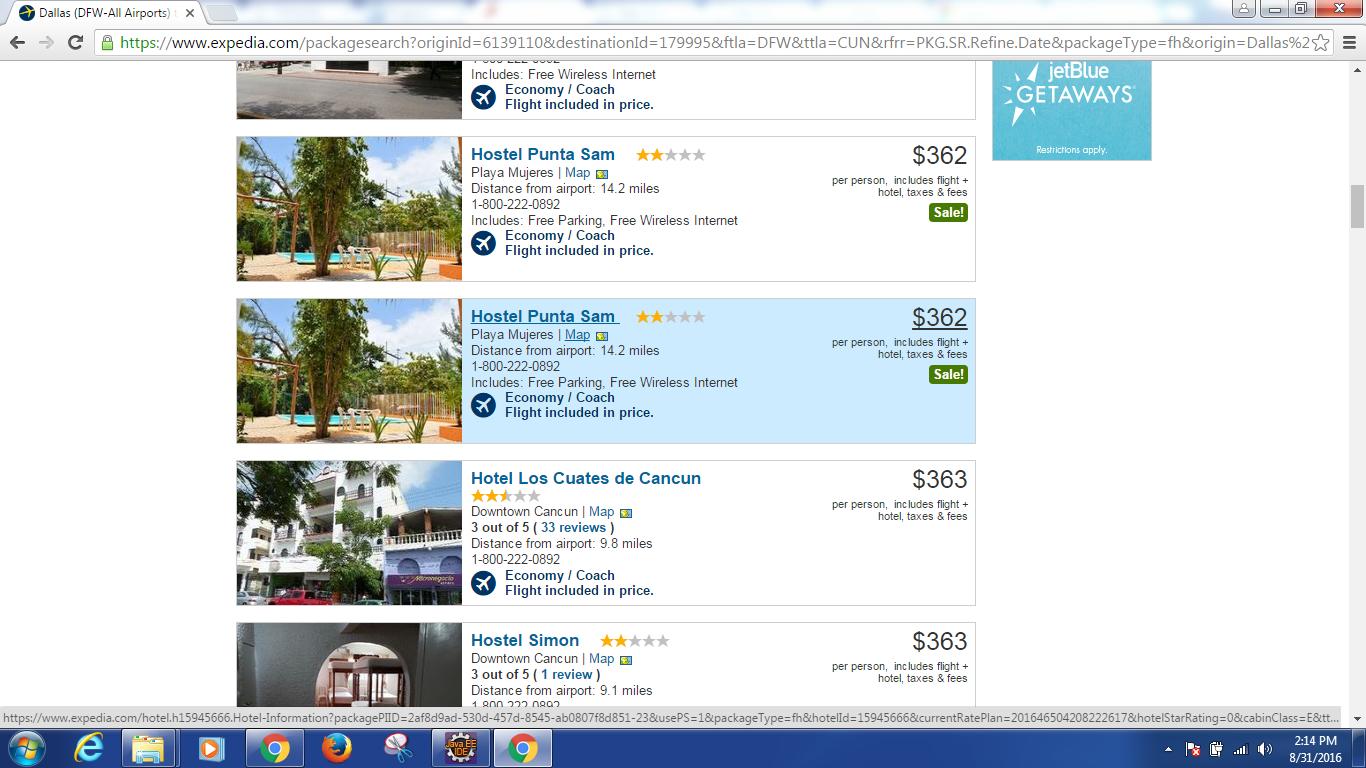 Dallas (DFW-All Airports)
https://www.expedia.com/packagesearch?originId=6139110&destinationId=179995&ftla=DFW&ttla=CUN&rfrr=PKG.SR.Refine.Date&packageType=fh&origin=Dallas%2
Includes: Free Wireless Internet
Economy / Coach
Flight included in price.
jetBlue
GETAWAYS
Restrictions apply.
Hostel Punta Sam
$362
Playa Mujeres | Map
per person, includes flight +
hotel, taxes & fees
Distance from airport: 14.2 miles
1-800-222-0892
Sale!
Includes: Free Parking, Free Wireless Internet
Economy / Coach
Flight included in price.
Hostel Punta Sam
$362
Playa Mujeres | Map
per person, includes flight +
hotel, taxes & fees
Distance from airport: 14.2 miles
1-800-222-0892
Sale!
Includes: Free Parking, Free Wireless Internet
Economy / Coach
Flight included in price.
Hotel Los Cuates de Cancun
$363
Downtown Cancun | Map
per person, includes flight +
hotel, taxes & fees
3 out of 5 ( 33 reviews )
Distance from airport: 9.8 miles
1-800-222-0892
Economy / Coach
Flight included in price.
Micronegocio
Hostel Simon
$363
Downtown Cancun | Map
per person, includes flight +
hotel, taxes & fees
3 out of 5 ( 1 review )
Distance from airport: 9.1 miles
https://www.expedia.com/hotel.h15945666.Hotel-Information?packagePIID=2af8d9ad-530d-457d-8545-ab0807f8d851-23&usePS=1&packageType=fh&hotelId=15945666&currentRatePlan=2016465042082226​17&hotelStarRating=0&cabinClass=E&tt...
Java EE
IDE
2:14 PM
8/31/2016